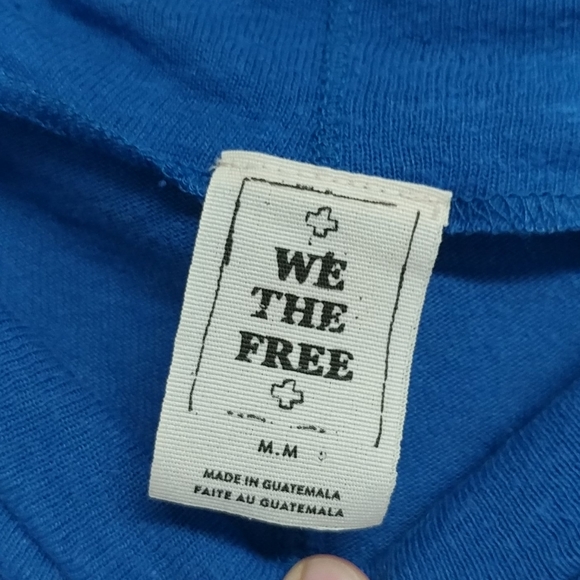 WE
THE
FREE
M.M
MADE IN GUATEMALA
FAITE AU GUATEMALA